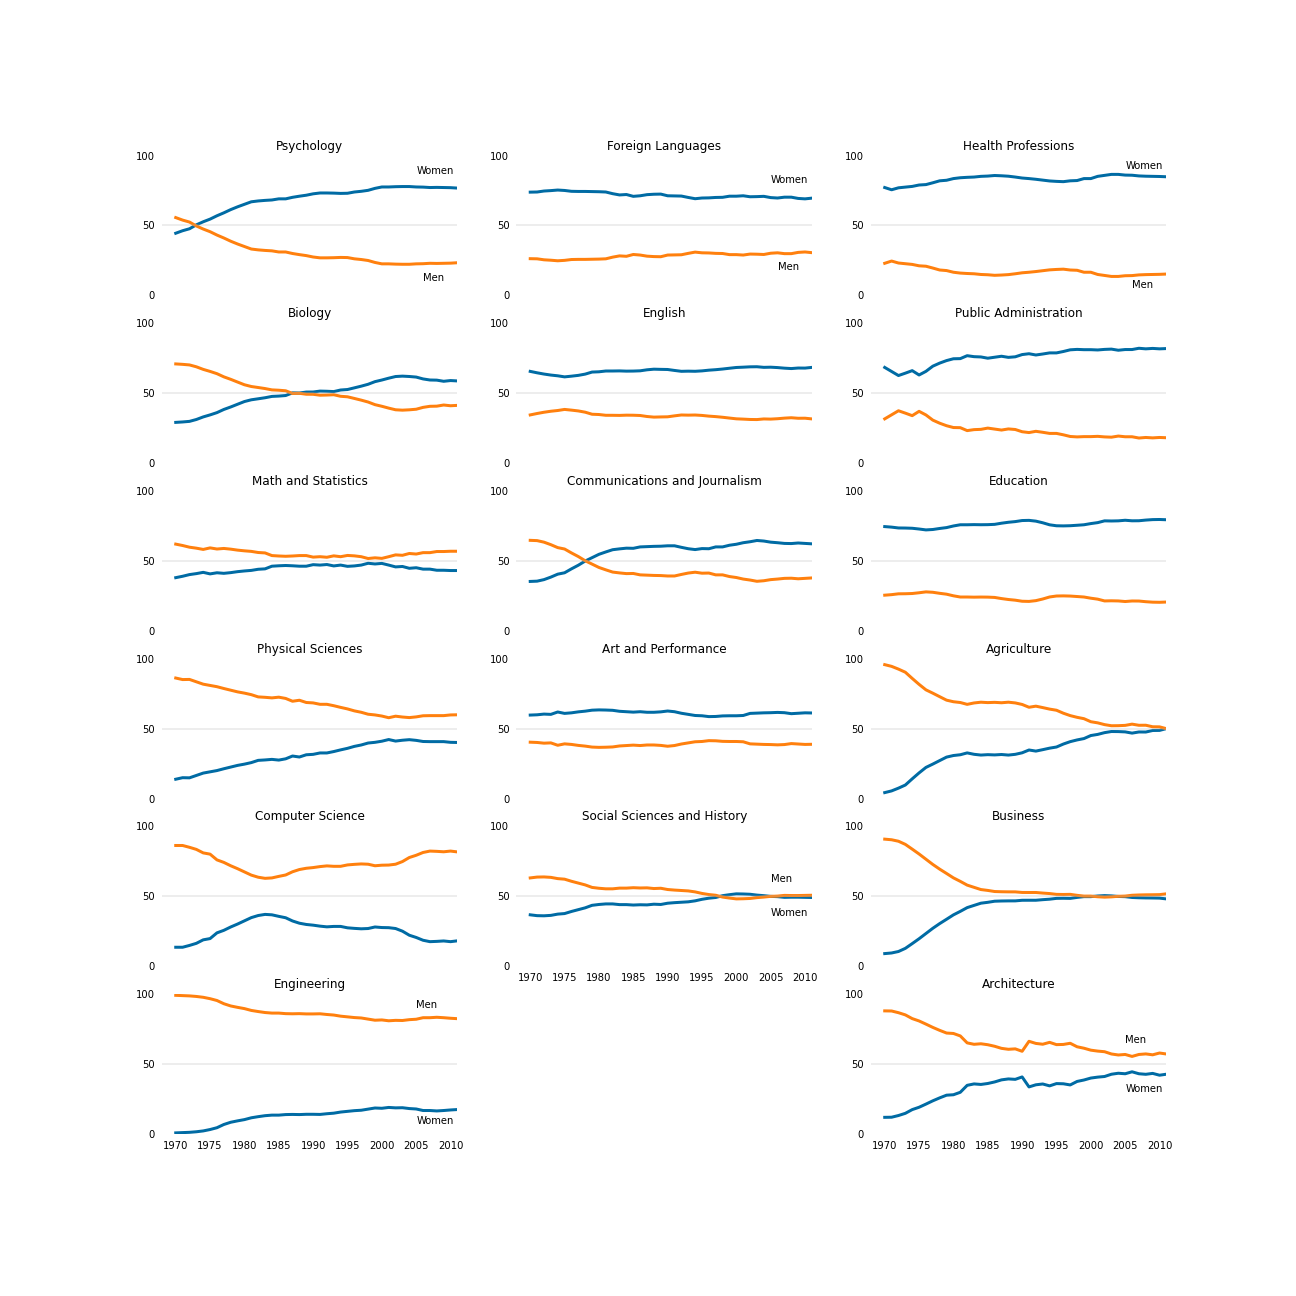 Psychology
Foreign Languages
Health Professions
100
Women
Women
Women
50
50
Men
Men
Men
0
0
0
Biology
English
Public Administration
100
100
100
50
50
50
0
0
0
Math and Statistics
Communications and Journalism
Education
100
100
100
50
50
50
0
0
0
Physical Sciences
Art and Performance
Agriculture
100
100
100
50
50
50
0
0
0
Computer Science
Social Sciences and History
Business
100
100
100
Men
50
50
50
Women
0
0
0
1970 1975 1980 1985 1990 1995 2000 2005 2010
Engineering
Architecture
100
100
Men
Men
50
50
Women
Women
0
0
1970 1975 1980 1985 1990 1995 2000 2005 2010
1970 1975 1980 1985 1990 1995 2000 2005 2010